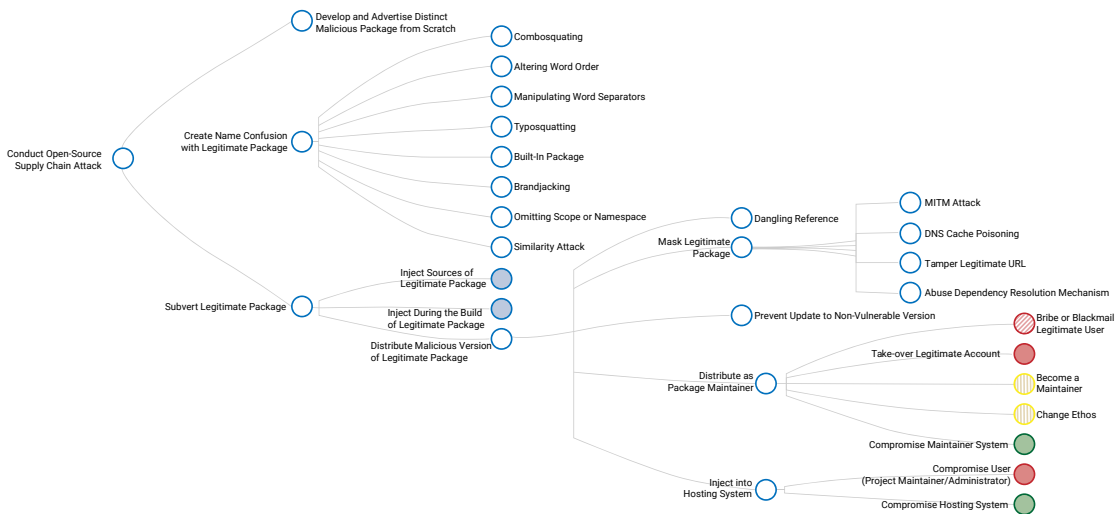 Develop and Advertise Distinct
Malicious Package from Scratch
Combosquating
Altering Word Order
Manipulating Word Separators
Create Name Confusion
with Legitimate Package
Typosquatting
Built-In Package
Conduct Open-Source
Supply Chain Attack
Brandjacking
Omitting Scope or Namespace
Similarity Attack
Dangling Reference
Mask Legitimate
Package
MITM Attack
DNS Cache Poisoning
Tamper Legitimate URL
Abuse Dependency Resolution Mechanism
Subvert Legitimate Package
Inject Sources of
Legitimate Package
Inject During the Build
of Legitimate Package
Distribute Malicious Version
of Legitimate Package
Prevent Update to Non-Vulnerable Version
Distribute as
Package Maintainer
Bribe or Blackmail
Legitimate User
Take-over Legitimate Account
Become a
Maintainer
Change Ethos
Compromise Maintainer System
Inject into
Hosting System
Compromise User
(Project Maintainer/Administrator)
Compromise Hosting System